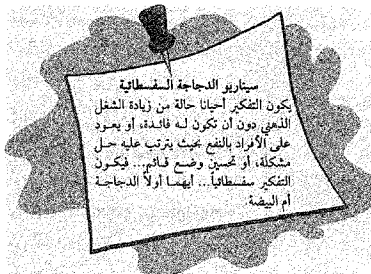 سيناريو الدجاجة السفسطائية
يكون التفكير أحيانا حالة من زيادة الشغل
الذهني دون أن تكون له فائدة، أو يعود
على الأفراد بالنفع بحيث يترتب عليه حل
مشكلة، أو تحسين وضع قائم... فيكون
التفكير سفسطائياً... أيهما أولاً الدجاجة
أم البيضة